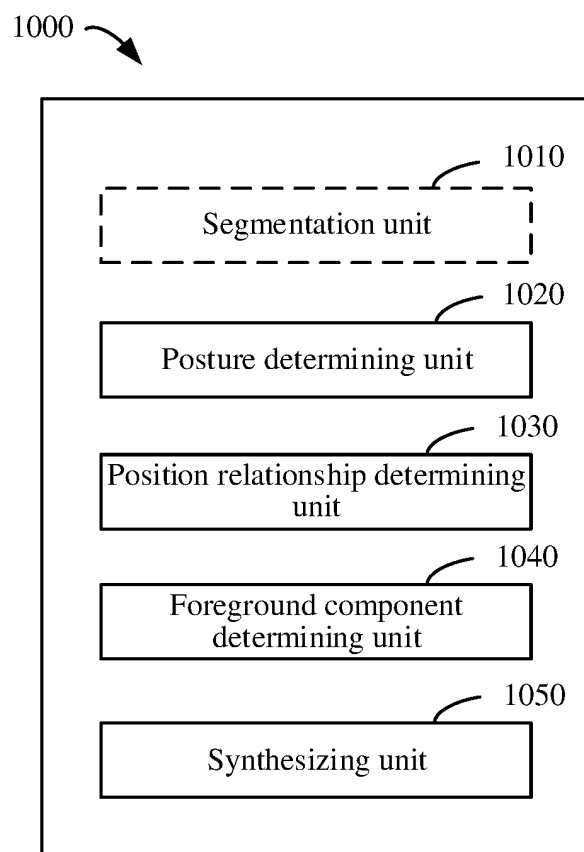 1000
1010
Segmentation unit
1020
Posture determining unit
1030
Position relationship determining
unit
1040
Foreground component
determining unit
1050
Synthesizing unit